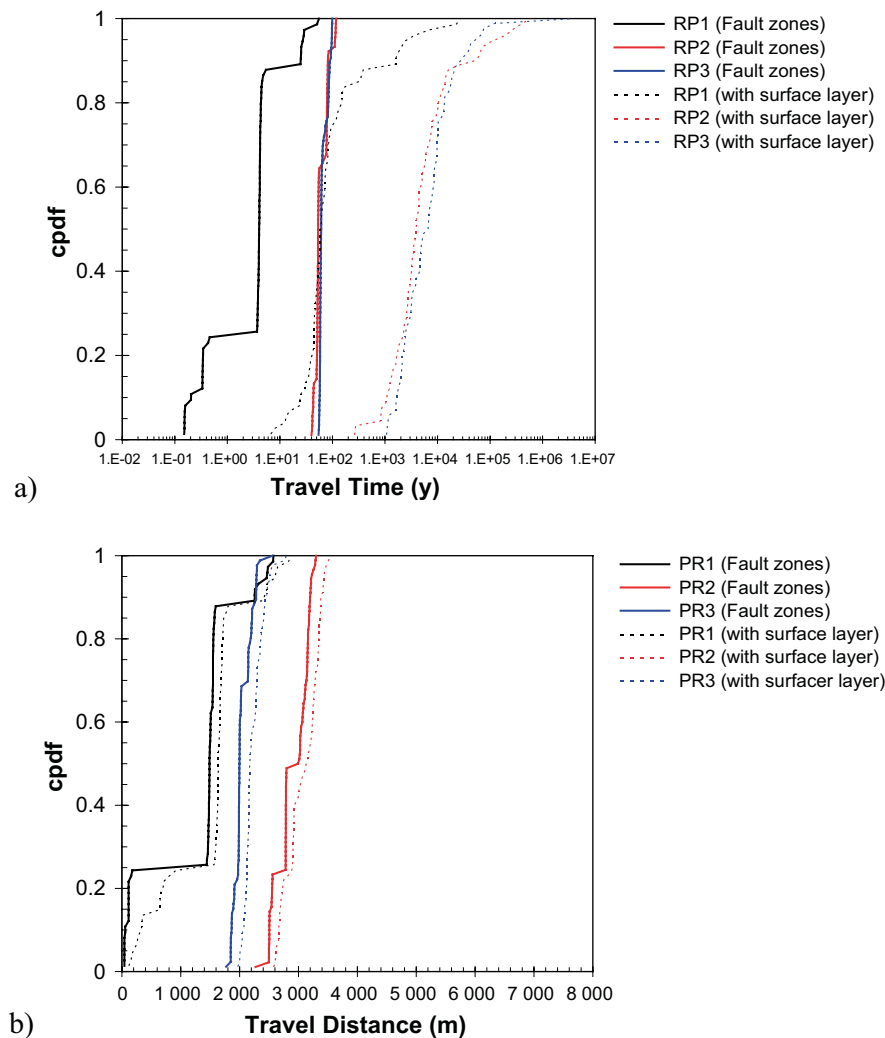 1
0.8
0.6
0.4
0.2
0
cpdf
1.E-02 1.E-01 1.E+00 1.E+01 1.E+02 1.E+03 1.E+04 1.E+05 1.E+06 1.E+07
Travel Time (y)
RP1 (Fault zones)
RP2 (Fault zones)
RP3 (Fault zones)
RP1 (with surface layer)
RP2 (with surface layer)
RP3 (with surface layer)
a)
1
0.8
0.6
0.4
0.2
0
cpdf
0 1 000 2 000 3 000 4 000 5 000 6 000 7 000 8 000
Travel Distance (m)
PR1 (Fault zones)
PR2 (Fault zones)
PR3 (Fault zones)
PR1 (with surface layer)
PR2 (with surface layer)
PR3 (with surfacer layer)
b)